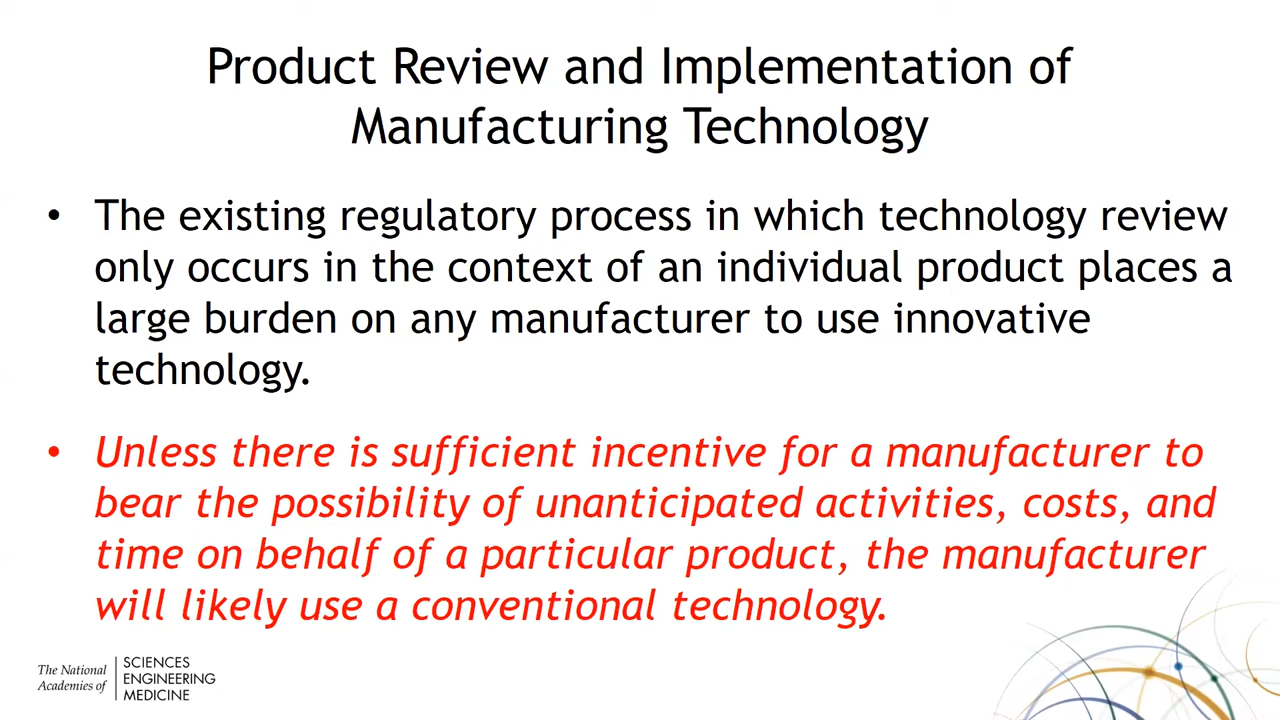 Product Review and Implementation of
Manufacturing Technology
• The existing regulatory process in which technology review
only occurs in the context of an individual product places a
large burden on any manufacturer to use innovative
technology.
• Unless there is sufficient incentive for a manufacturer to
bear the possibility of unanticipated activities, costs, and
time on behalf of a particular product, the manufacturer
will likely use a conventional technology.
The National
Academies of
SCIENCES
ENGINEERING
MEDICINE